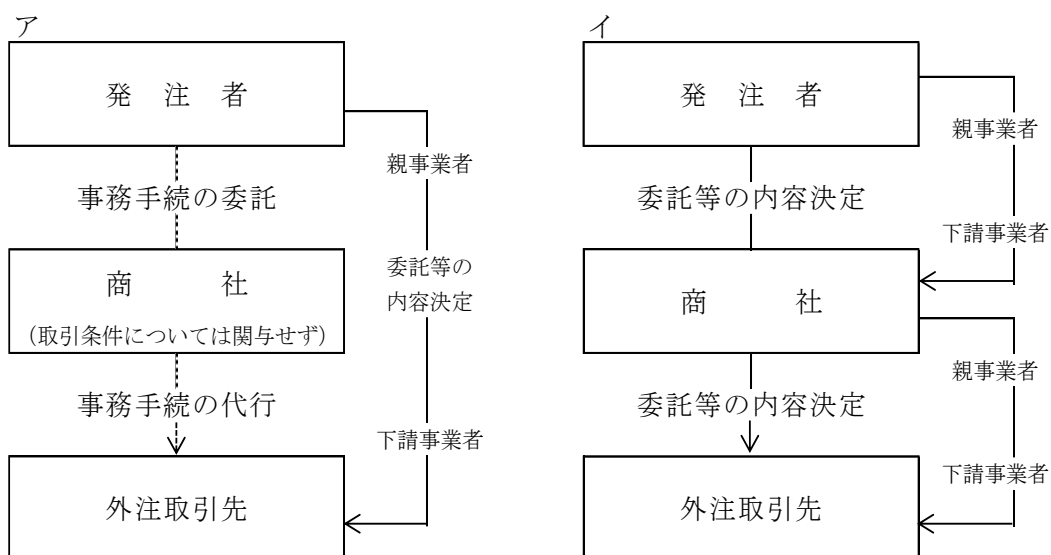 ア
発注者
親事業者
事務手続の委託
委託等の
内容決定
商社
（取引条件については関与せず）
事務手続の代行
下請事業者
外注取引先
イ
発注者
親事業者
委託等の内容決定
下請事業者
商社
親事業者
委託等の内容決定
下請事業者
外注取引先